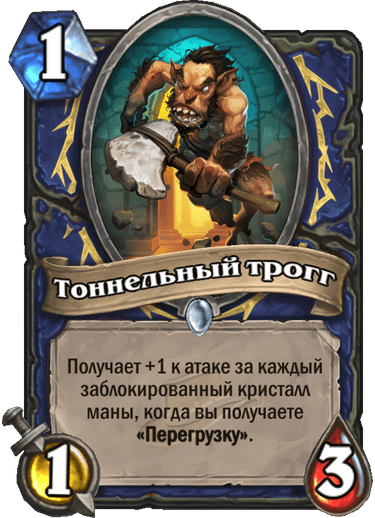 1
Тоннельный трогг
Получает +1 к атаке за каждый
заблокированный кристалл
маны, когда вы получаете
«Перегрузку».
1
3